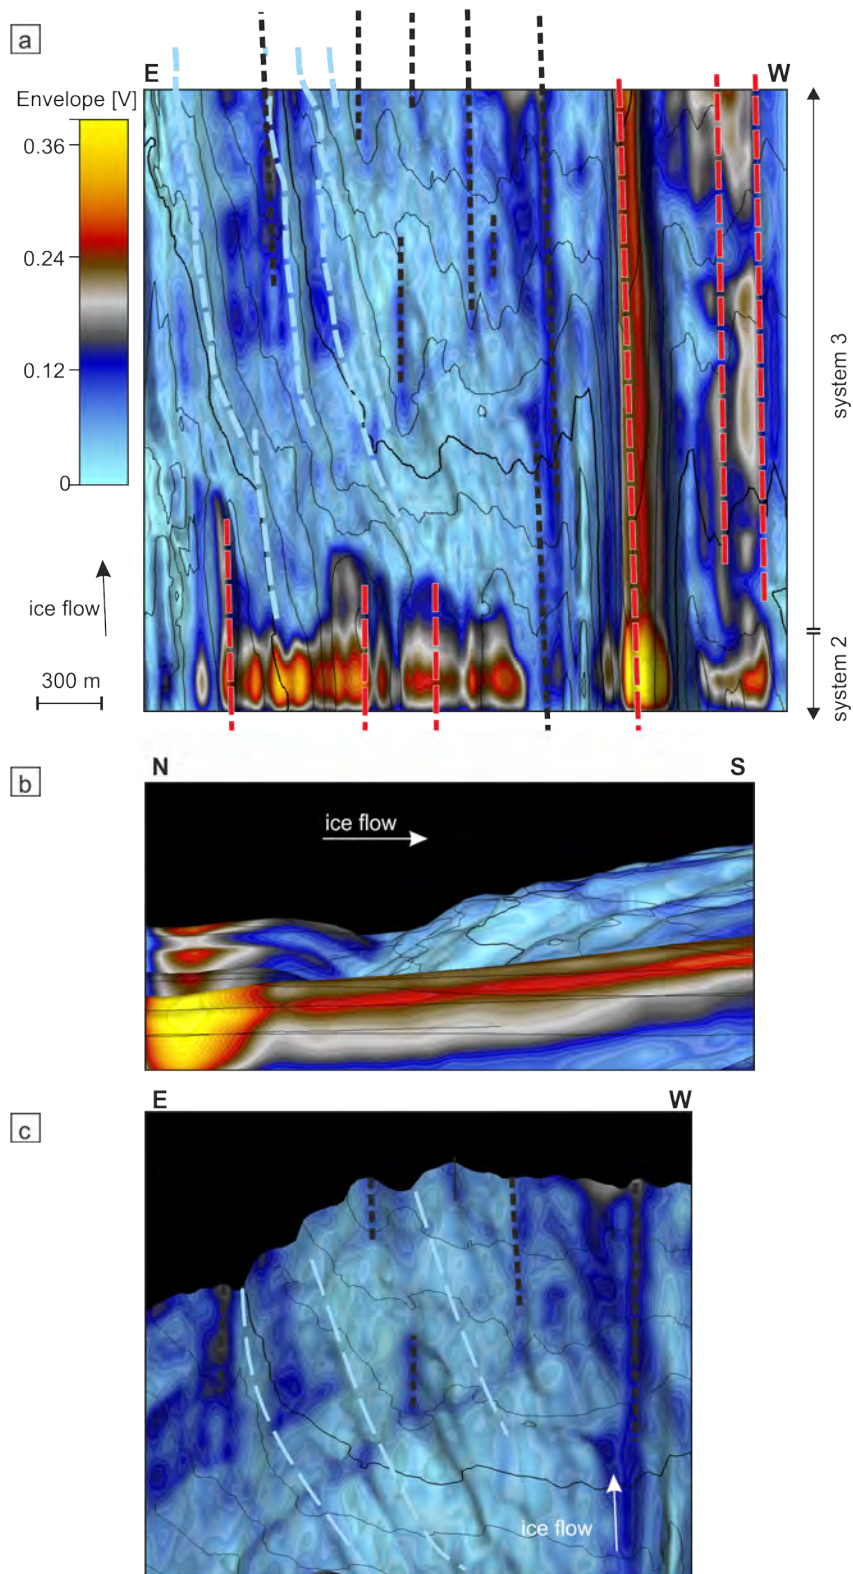 a
E
W
Envelope [V]
0.36
0.24
0.12
0
ice flow
300 m
system 3
system 2
b
N
S
ice flow
c
E
W
ice flow